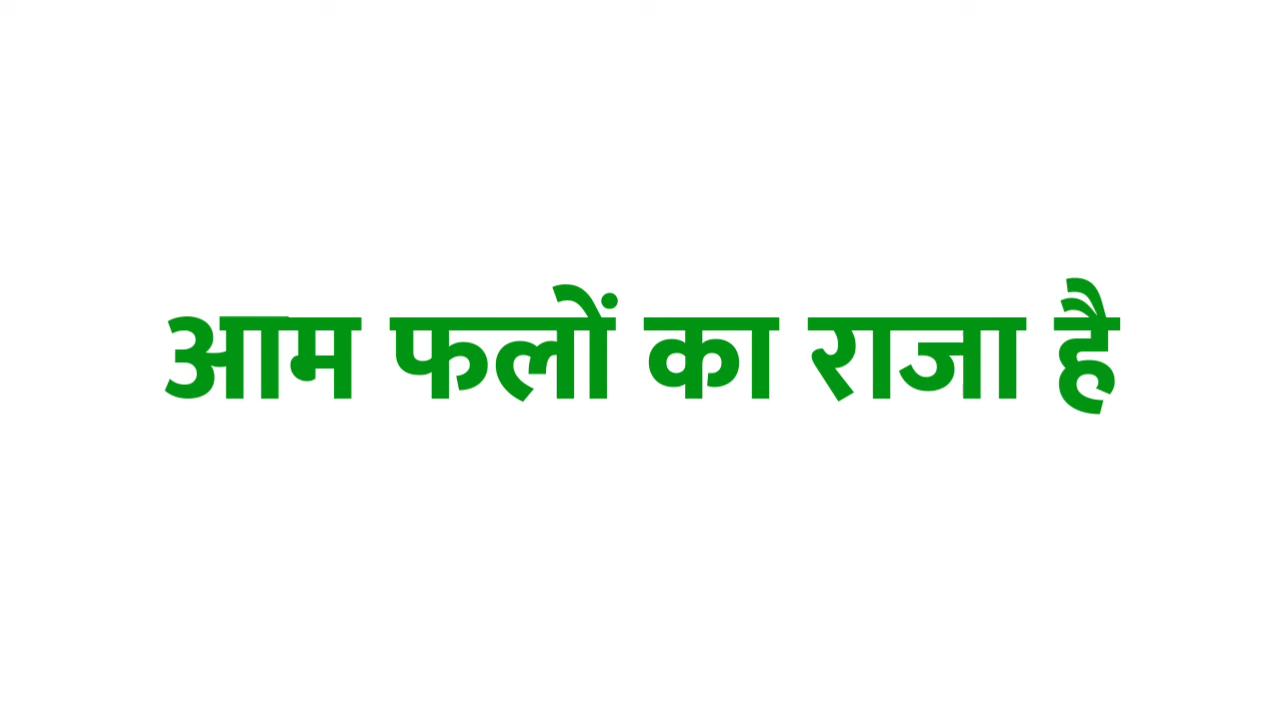 आम फलों का राजा है